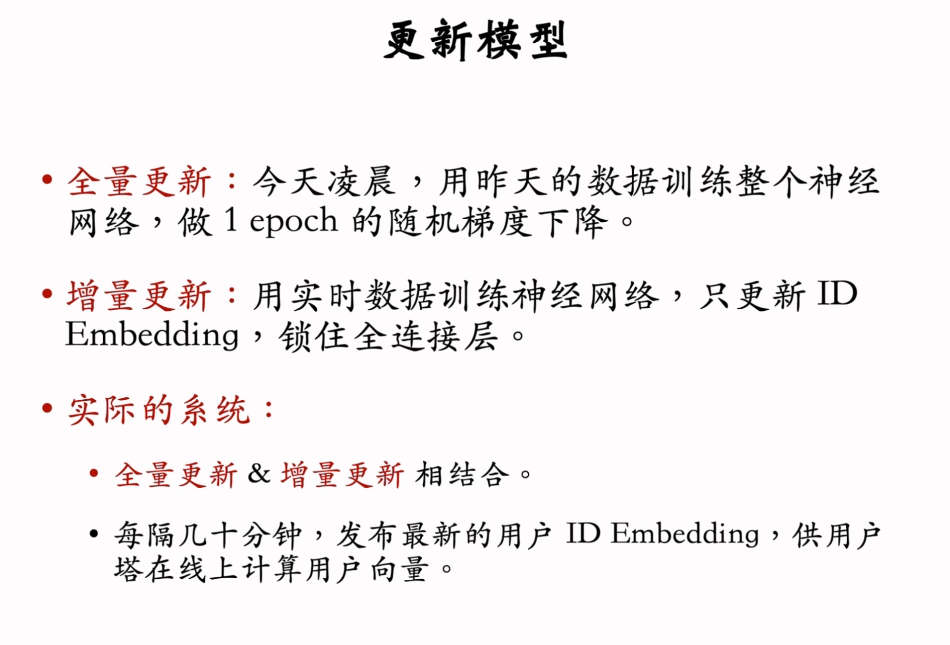 更新模型
• 全量更新：今天凌晨，用昨天的数据训练整个神经
网络，做 1 epoch 的随机梯度下降。
• 增量更新：用实时数据训练神经网络，只更新 ID
Embedding，锁住全连接层。
• 实际的系统：
• 全量更新 & 增量更新 相结合。
• 每隔几十分钟，发布最新的用户 ID Embedding，供用户
塔在线上计算用户向量。